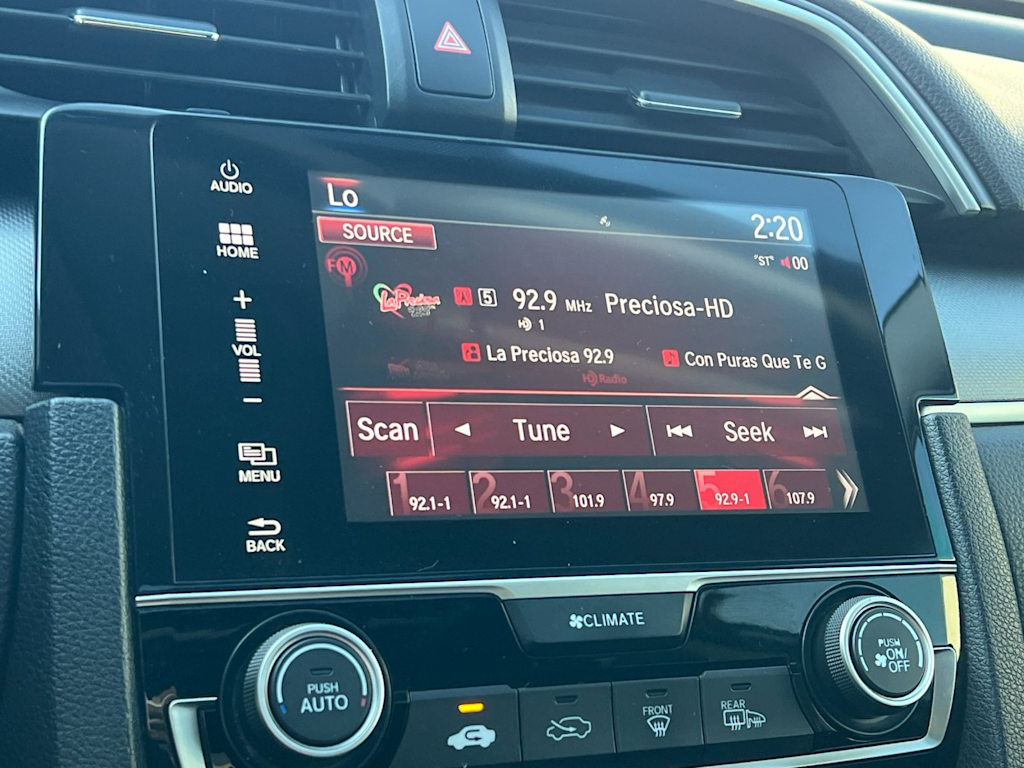 AUDIO
HOME
+
VOL
−
MENU
BACK
Lo
2:20
SOURCE
"ST" 00
FM
La Preciosa
5 92.9 MHz Preciosa-HD
HD 1
La Preciosa 92.9
Con Puras Que Te G
HD Radio
Scan
Tune
Seek
1 92.1-1
2 92.1-1
3 101.9
4 97.9
5 92.9-1
6 107.9
CLIMATE
PUSH
AUTO
FRONT
REAR
PUSH
ON/
OFF